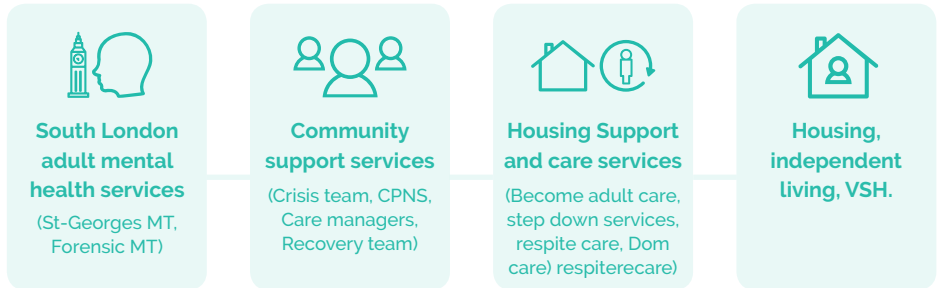 South London
adult mental
health services
(St-Georges MT,
Forensic MT)
Community
support services
(Crisis team, CPNS,
Care managers,
Recovery team)
Housing Support
and care services
(Become adult care,
step down services,
respite care, Dom
care) respiterecare)
Housing,
independent
living, VSH.